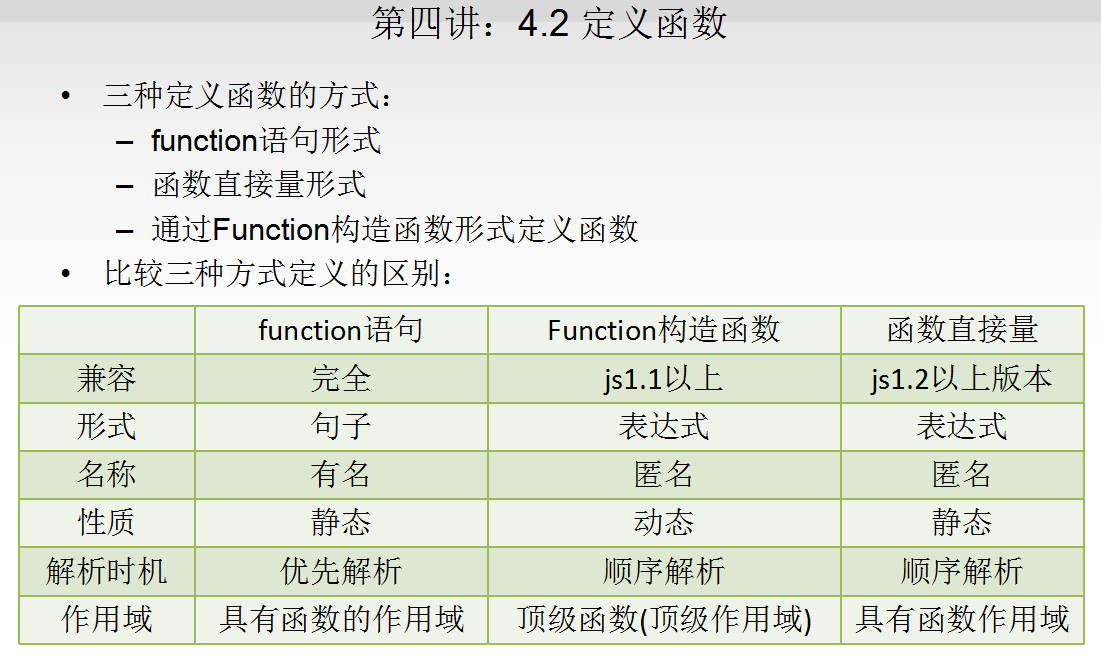 第四讲：4.2 定义函数
• 三种定义函数的方式：
– function语句形式
– 函数直接量形式
– 通过Function构造函数形式定义函数
• 比较三种方式定义的区别：
function语句 Function构造函数 函数直接量
兼容 完全 js1.1以上 js1.2以上版本
形式 句子 表达式 表达式
名称 有名 匿名 匿名
性质 静态 动态 静态
解析时机 优先解析 顺序解析 顺序解析
作用域 具有函数的作用域 顶级函数(顶级作用域) 具有函数作用域